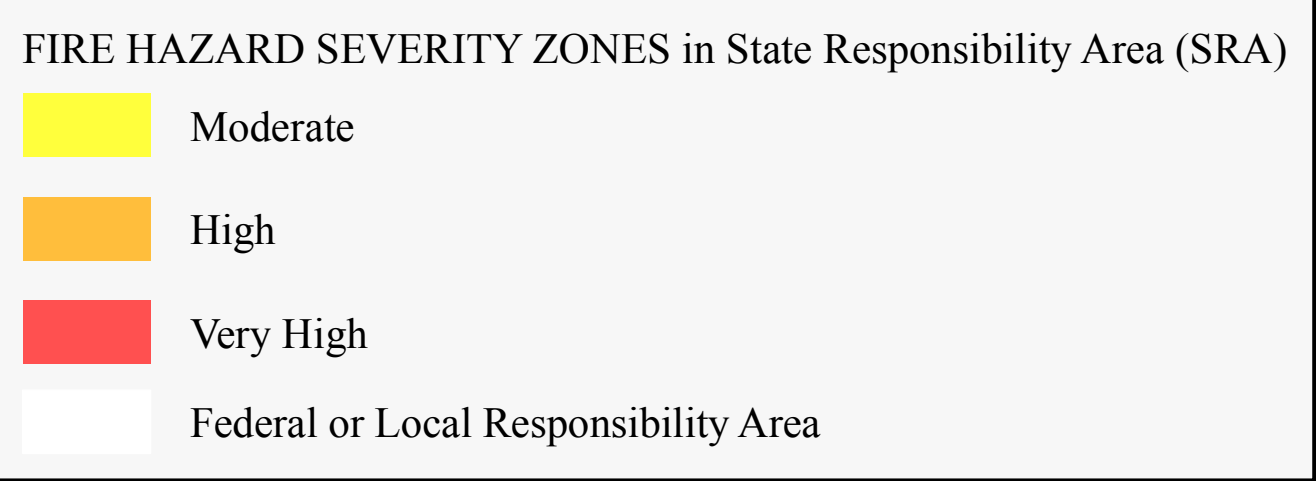 FIRE HAZARD SEVERITY ZONES in State Responsibility Area (SRA)
Moderate
High
Very High
Federal or Local Responsibility Area